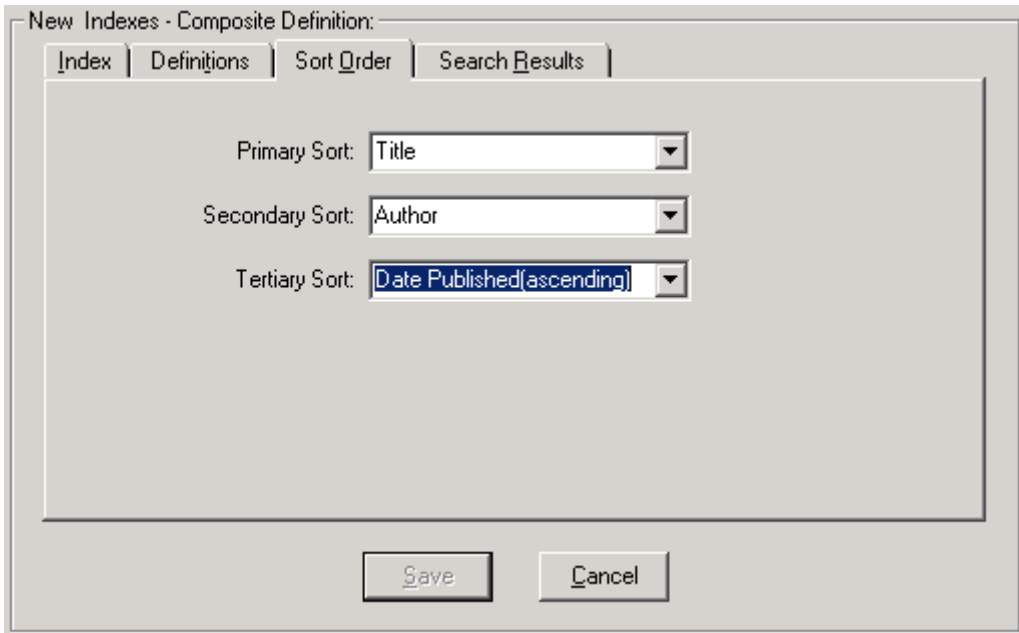 New Indexes - Composite Definition:
Index Definitions Sort Order Search Results
Primary Sort: Title
Secondary Sort: Author
Tertiary Sort: Date Published(ascending)
Save Cancel